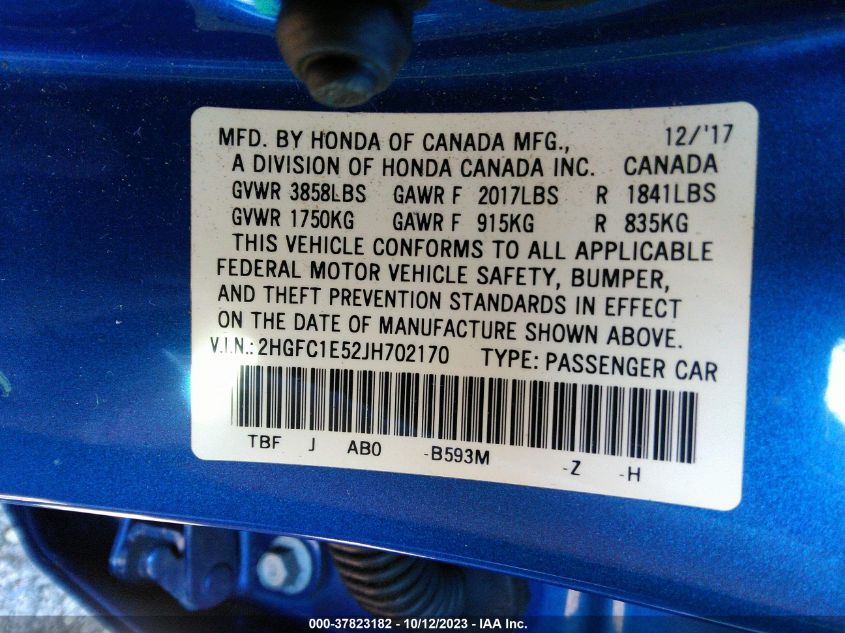 MFD. BY HONDA OF CANADA MFG., 12/'17
A DIVISION OF HONDA CANADA INC. CANADA
GVWR 3858LBS GAWR F 2017LBS R 1841LBS
GVWR 1750KG GAWR F 915KG R 835KG
THIS VEHICLE CONFORMS TO ALL APPLICABLE
FEDERAL MOTOR VEHICLE SAFETY, BUMPER,
AND THEFT PREVENTION STANDARDS IN EFFECT
ON THE DATE OF MANUFACTURE SHOWN ABOVE.
V.I.N.: 2HGFC1E52JH702170 TYPE: PASSENGER CAR
TBF J AB0 -B593M -Z -H
000-37823182 - 10/12/2023 - IAA Inc.